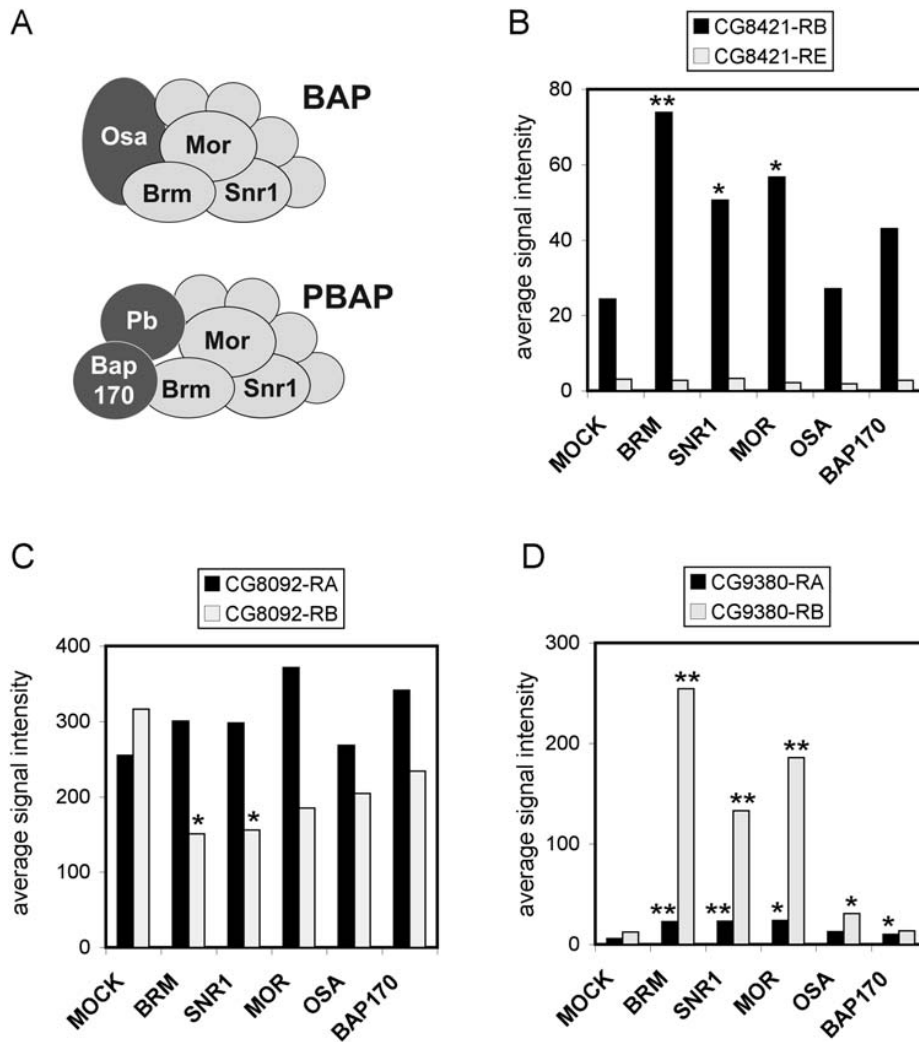 A
BAP
Osa
Mor
Brm
Snr1
PBAP
Pb
Mor
Bap
170
Brm
Snr1
B
CG8421-RB
CG8421-RE
average signal intensity
80
60
40
20
0
**
*
*
MOCK
BRM
SNR1
MOR
OSA
BAP170
C
CG8092-RA
CG8092-RB
average signal intensity
400
300
200
100
0
*
*
MOCK
BRM
SNR1
MOR
OSA
BAP170
D
CG9380-RA
CG9380-RB
average signal intensity
300
200
100
0
**
**
**
**
**
*
*
*
MOCK
BRM
SNR1
MOR
OSA
BAP170